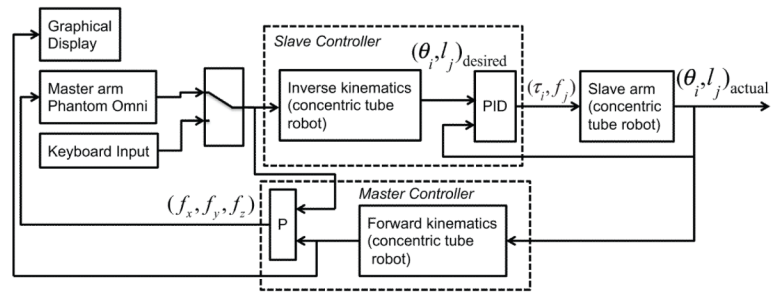 Graphical
Display
Slave Controller
(θi,lj)desired
Master arm
Phantom Omni
Inverse kinematics
(concentric tube
robot)
PID
(τi,fj)
Slave arm
(concentric
tube robot)
(θi,lj)actual
Keyboard Input
Master Controller
(fx,fy,fz)
P
Forward kinematics
(concentric tube
robot)